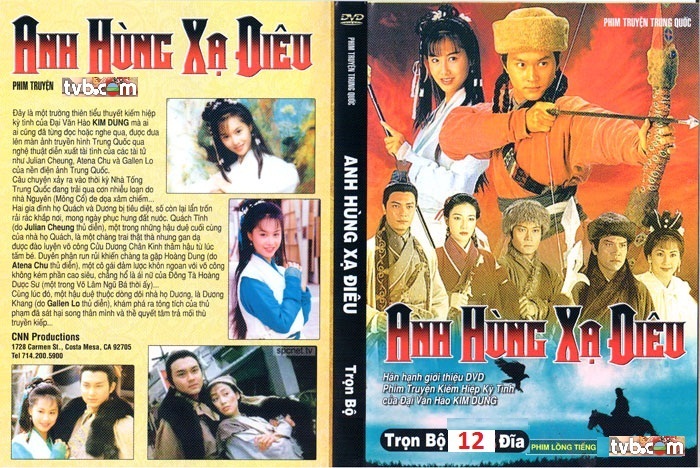 ANH HÙNG XẠ ĐIÊU
PHIM TRUYỆN
tvb.com
Đây là một trường thiên tiểu thuyết kiếm hiệp
kỳ tình của Đại Văn Hào KIM DUNG mà ai
ai cũng đã từng đọc hoặc nghe qua, được đưa
lên màn ảnh truyền hình Trung Quốc qua
nghệ thuật diễn xuất tài tình của các tài tử
như Julian Cheung, Atena Chu và Gallen Lo
của nền điện ảnh Trung Quốc.
Câu chuyện xảy ra vào thời kỳ Nhà Tống
Trung Quốc đang trải qua cơn nhiễu loạn do
nhà Nguyên (Mông Cổ) đe dọa xâm chiếm...
Hai gia đình họ Quách và Dương bị tiêu diệt, số còn lại lẩn trốn
rải rác khắp nơi, mong ngày phục hưng đất nước. Quách Tĩnh
(do Julian Cheung thủ diễn), một trong những hậu duệ cuối cùng
của nhà họ Quách, là một chàng trai thật thà nhưng gan dạ
được đào luyện võ công Cửu Dương Chân Kinh thâm hậu từ lúc
tấm bé. Duyên phận run rủi khiến chàng ta gặp Hoàng Dung (do
Atena Chu thủ diễn), một cô gái đảm lược khôn ngoan với võ công
không kém phần cao siêu, chẳng hổ là ái nữ của Đông Tà Hoàng
Dược Sư (một trong Võ Lâm Ngũ Bá thời ấy)...
Cùng lúc đó, một hậu duệ thuộc dòng dõi nhà họ Dương, là Dương
Khang (do Gallen Lo thủ diễn), khám phá ra tông tích của thủ
phạm đã sát hại song thân mình và thề quyết tâm trả mối thù
truyền kiếp...
CNN Productions
1728 Carmen St., Costa Mesa, CA 92705
Tel 714.200.5900
spcnet.tv
DVD
PHIM TRUYỆN TRUNG QUỐC
ANH HÙNG XẠ ĐIÊU
Trọn Bộ
PHIM TRUYỆN TRUNG QUỐC
ANH HÙNG XẠ ĐIÊU
Hân hạnh giới thiệu DVD
Phim Truyện Kiếm Hiệp Kỳ Tình
của Đại Văn Hào KIM DUNG
Trọn Bộ 12 Đĩa
PHIM LỒNG TIẾNG
tvb.com